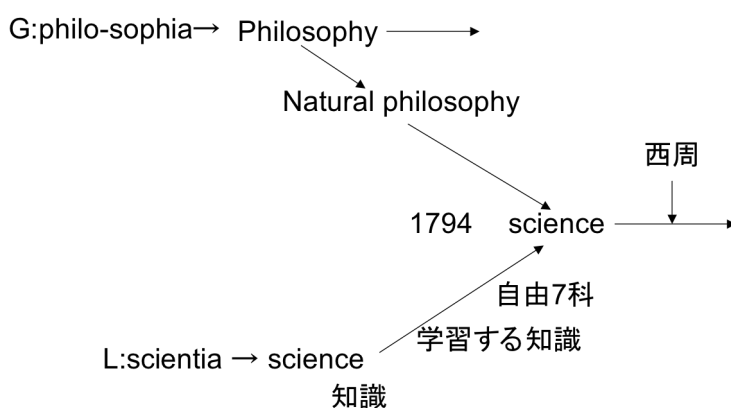 G:philo-sophia→ Philosophy
Natural philosophy
西周
1794 science
自由7科
学習する知識
L:scientia → science
知識